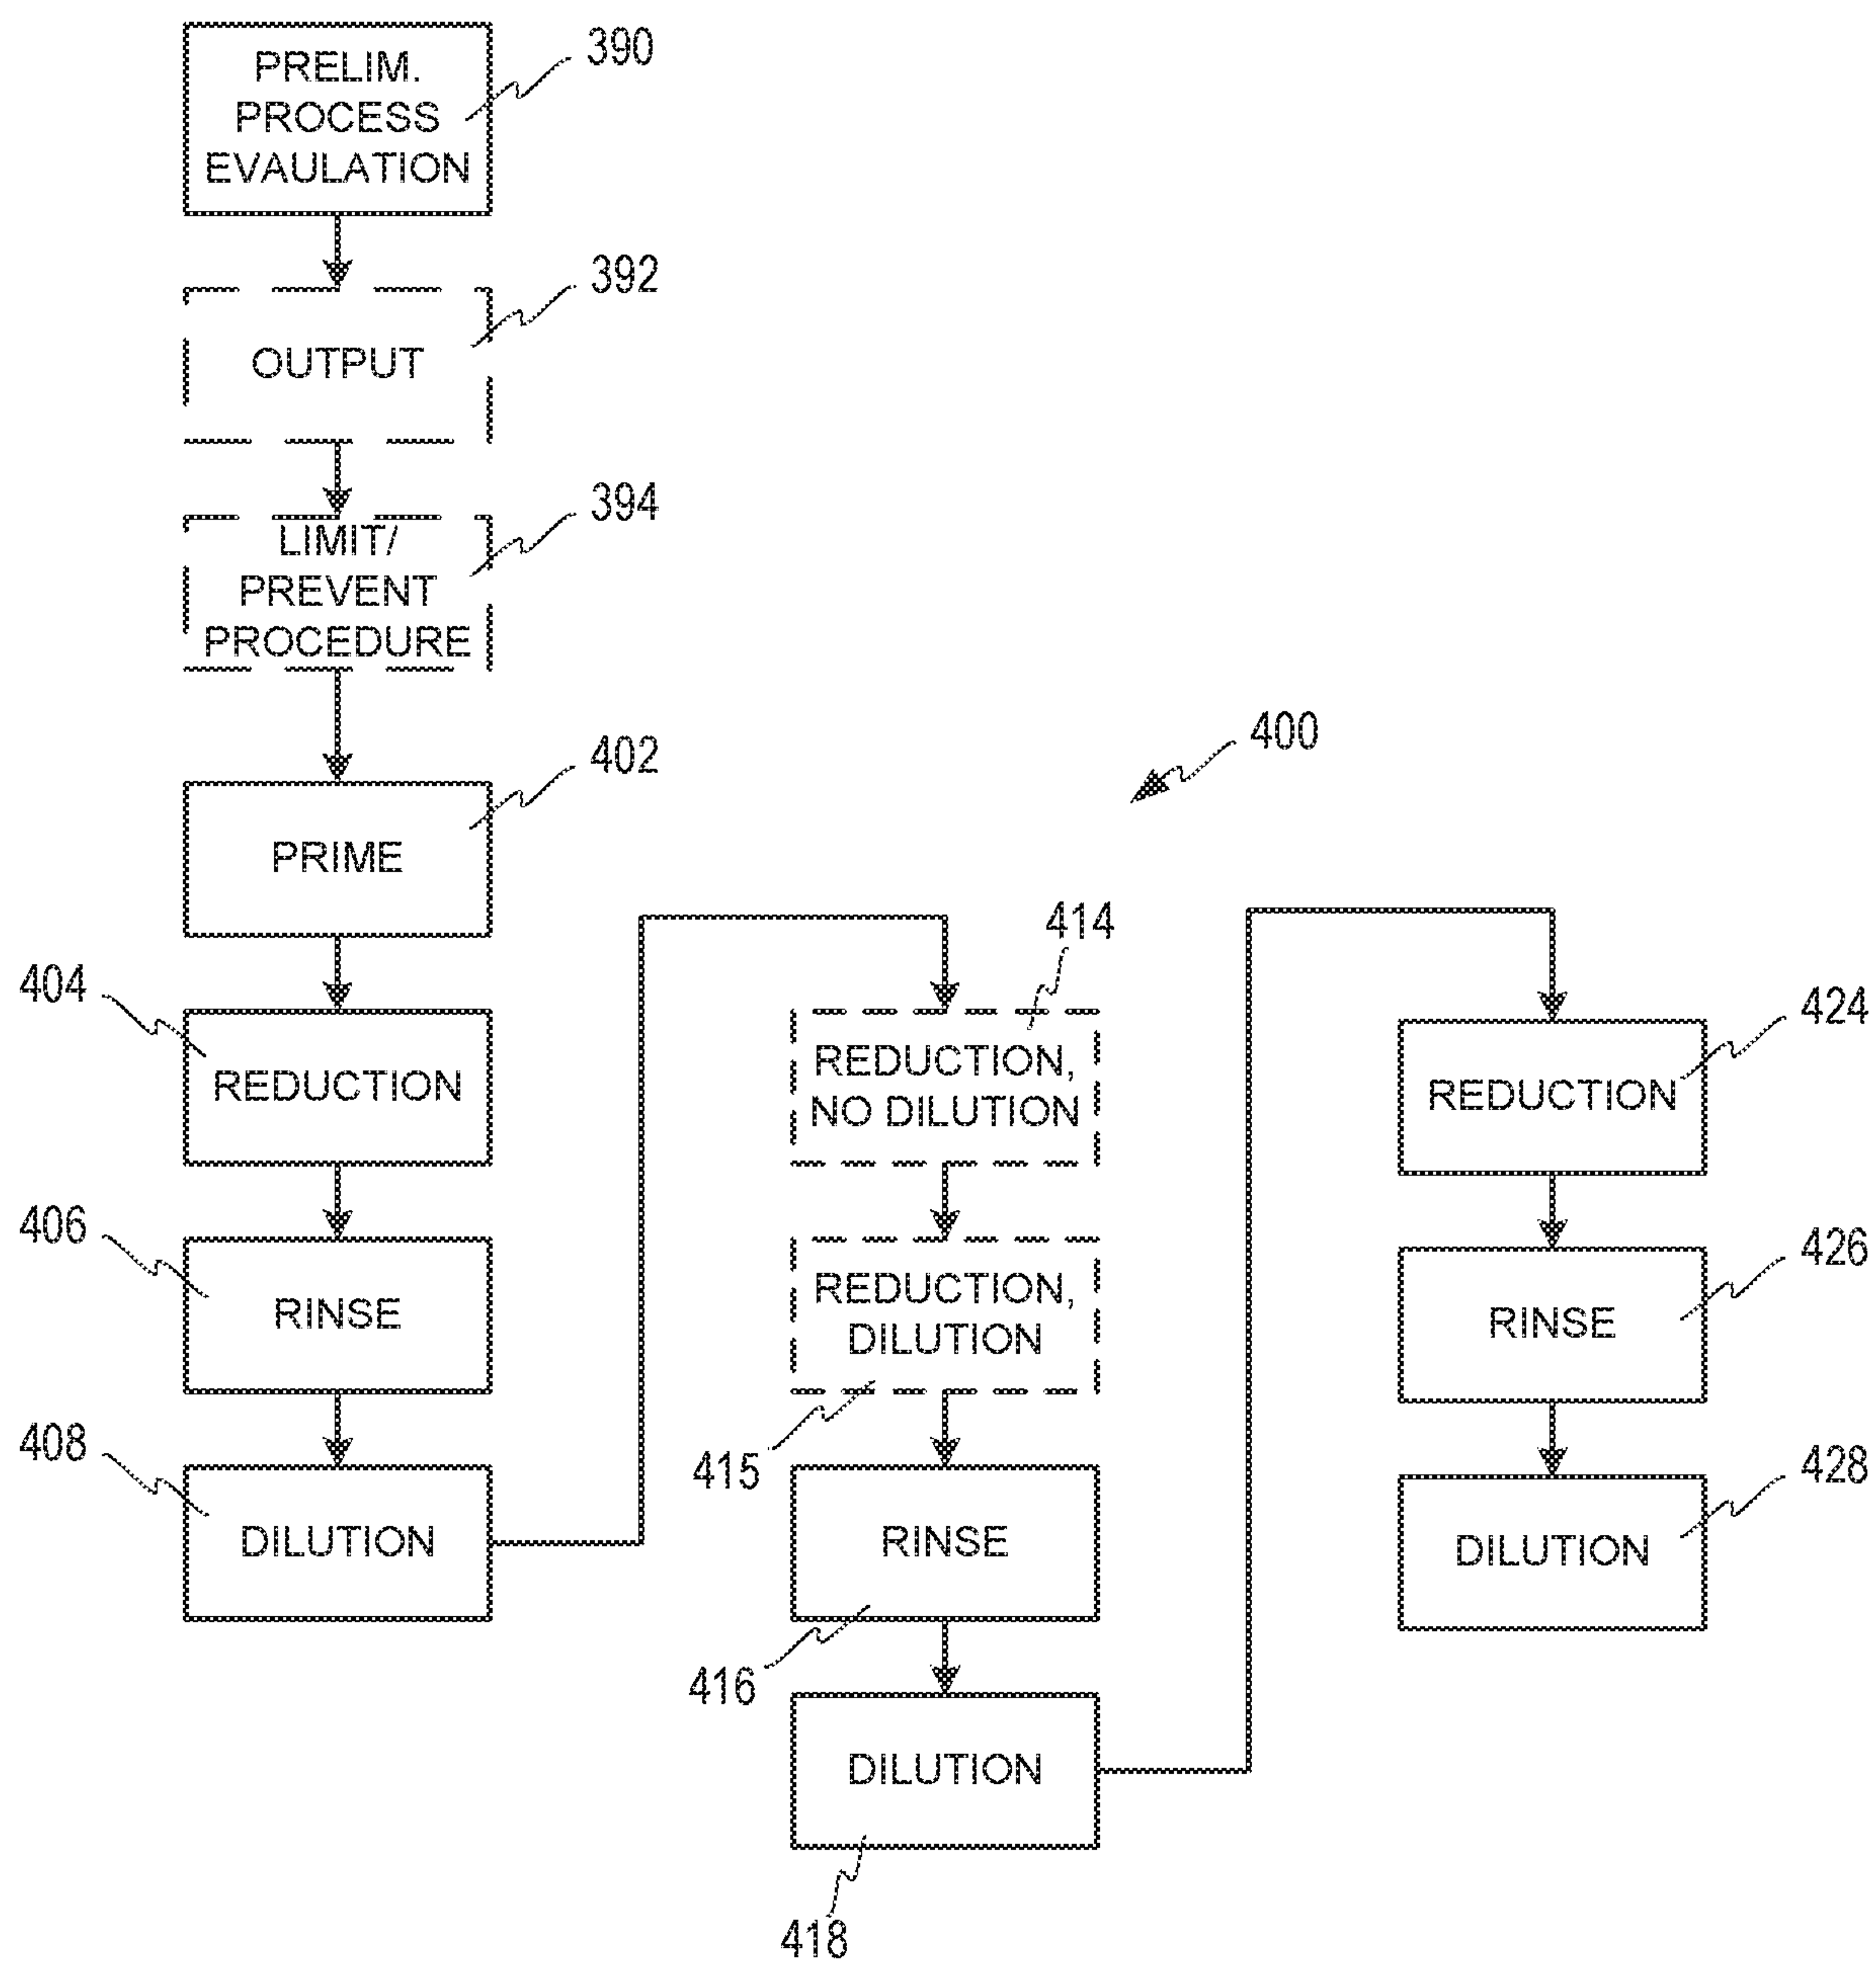 PRELIM.
PROCESS
EVAULATION
390
OUTPUT
392
LIMIT/
PREVENT
PROCEDURE
394
PRIME
402
400
REDUCTION
404
RINSE
406
DILUTION
408
REDUCTION,
NO DILUTION
414
REDUCTION,
DILUTION
415
RINSE
416
DILUTION
418
REDUCTION
424
RINSE
426
DILUTION
428